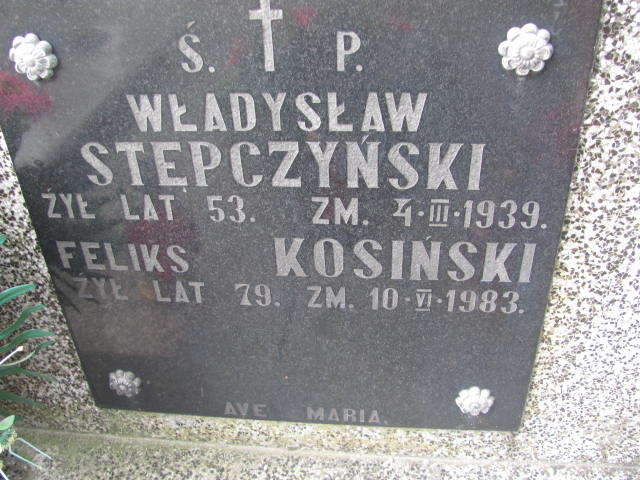 Ś. P.
WŁADYSŁAW
STĘPCZYŃSKI
ŻYŁ LAT 53. ZM. 4·III·1939.
FELIKS KOSIŃSKI
ŻYŁ LAT 79. ZM. 10·VI·1983.
AVE MARIA.